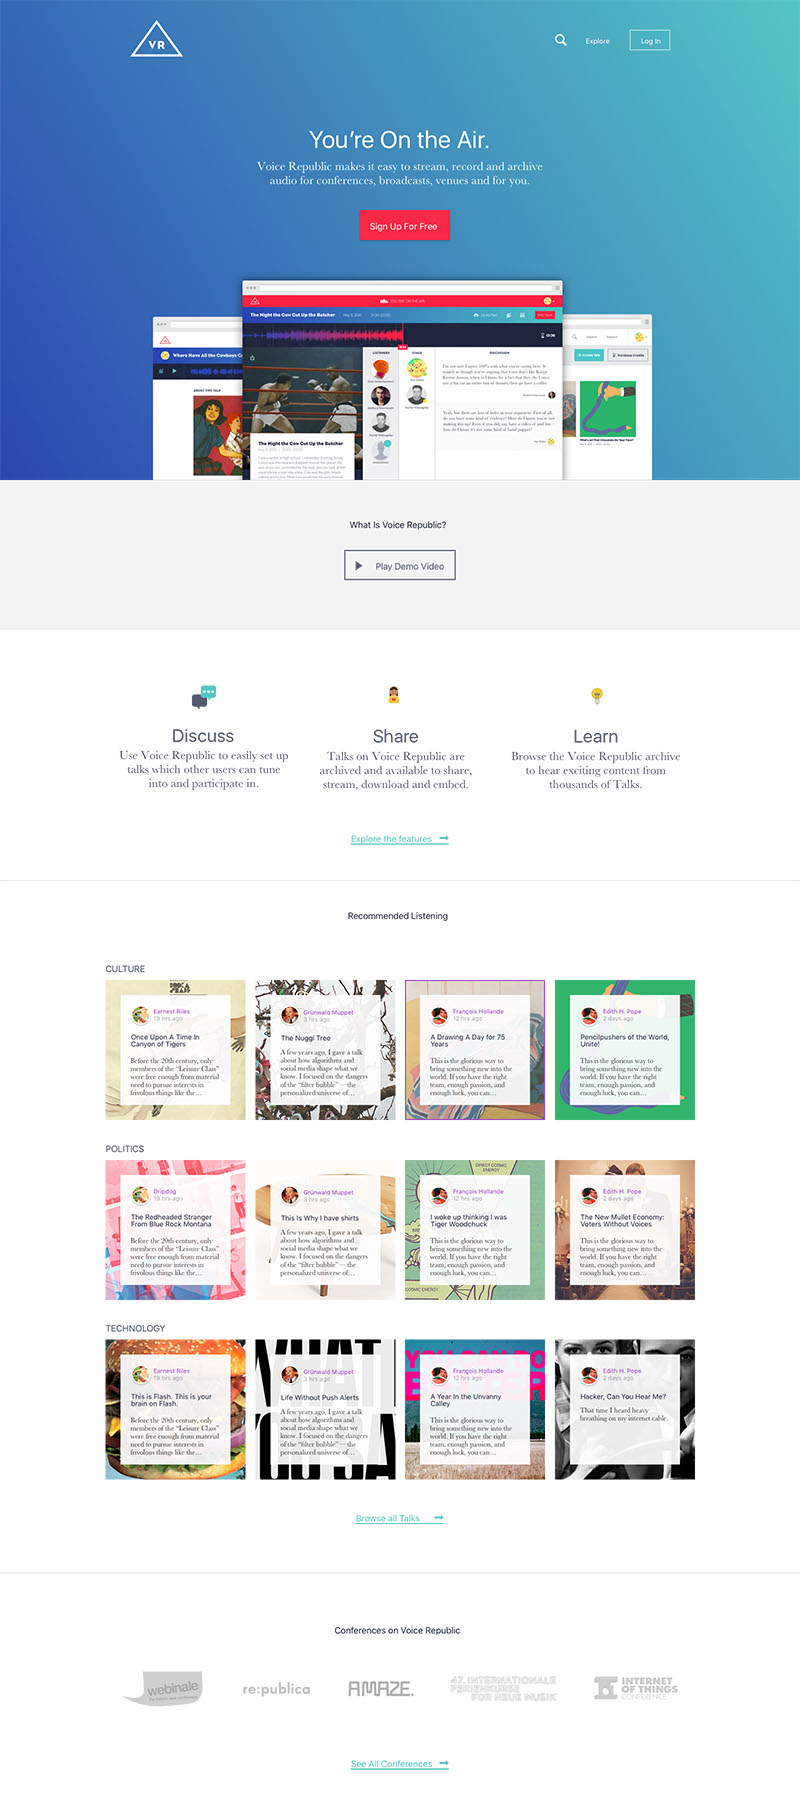 VR
Explore
Log In
You're On the Air.
Voice Republic makes it easy to stream, record and archive
audio for conferences, broadcasts, venues and for you.
Sign Up For Free
YOU ARE ON THE AIR
The Night the Cow Cut Up the Butcher
Where Have All the Cowboys
ABOUT THIS TALK
LISTENERS
STAGE
DISCUSSION
The Night the Cow Cut Up the Butcher
What Is Voice Republic?
Play Demo Video
Discuss
Use Voice Republic to easily set up
talks which other users can tune
into and participate in.
Share
Talks on Voice Republic are
archived and available to share,
stream, download and embed.
Learn
Browse the Voice Republic archive
to hear exciting content from
thousands of Talks.
Explore the features
Recommended Listening
CULTURE
Earnest Riles
19 hrs ago
Once Upon A Time In
Canyon of Tigers
Before the 20th century, only
members of the “Leisure Class”
were free enough from material
need to pursue interests in
frivolous things like the…
Grünwald Muppet
3 hrs ago
The Nuggi Tree
A few years ago, I gave a talk
about how algorithms and
social media shape what we
know. I focused on the dangers
of the “filter bubble” — the
personalized universe of…
François Hollande
12 hrs ago
A Drawing A Day for 75
Years
This is the glorious way to
bring something new into the
world. If you have the right
team, enough passion, and
enough luck, you can…
Edith H. Pope
2 days ago
Pencilpushers of the World,
Unite!
This is the glorious way to
bring something new into the
world. If you have the right
team, enough passion, and
enough luck, you can…
POLITICS
Dripdog
19 hrs ago
The Redheaded Stranger
From Blue Rock Montana
Before the 20th century, only
members of the “Leisure Class”
were free enough from material
need to pursue interests in
frivolous things like the…
Grünwald Muppet
3 hrs ago
This Is Why I have shirts
A few years ago, I gave a talk
about how algorithms and
social media shape what we
know. I focused on the dangers
of the “filter bubble” — the
personalized universe of…
DIRECT COSMIC
ENERGY
François Hollande
12 hrs ago
I woke up thinking I was
Tiger Woodchuck
This is the glorious way to
bring something new into the
world. If you have the right
team, enough passion, and
enough luck, you can…
COSMIC ENERGY
Edith H. Pope
2 days ago
The New Mullet Economy:
Voters Without Voices
This is the glorious way to
bring something new into the
world. If you have the right
team, enough passion, and
enough luck, you can…
TECHNOLOGY
Earnest Riles
19 hrs ago
This is Flash. This is your
brain on Flash.
Before the 20th century, only
members of the “Leisure Class”
were free enough from material
need to pursue interests in
frivolous things like the…
WHAT
Grünwald Muppet
3 hrs ago
Life Without Push Alerts
A few years ago, I gave a talk
about how algorithms and
social media shape what we
know. I focused on the dangers
of the “filter bubble” — the
personalized universe of…
YOU SA
YOU CAN DO
François Hollande
12 hrs ago
A Year In the Unvanny
Calley
This is the glorious way to
bring something new into the
world. If you have the right
team, enough passion, and
enough luck, you can…
Edith H. Pope
2 days ago
Hacker, Can You Hear Me?
That time I heard heavy
breathing on my internet cable.
Browse all Talks
Conferences on Voice Republic
webinale
re:publica
AMAZE.
47. INTERNATIONALE
FERIENKURSE
FÜR NEUE MUSIK
INTERNET
OF THINGS
CONFERENCE
See All Conferences